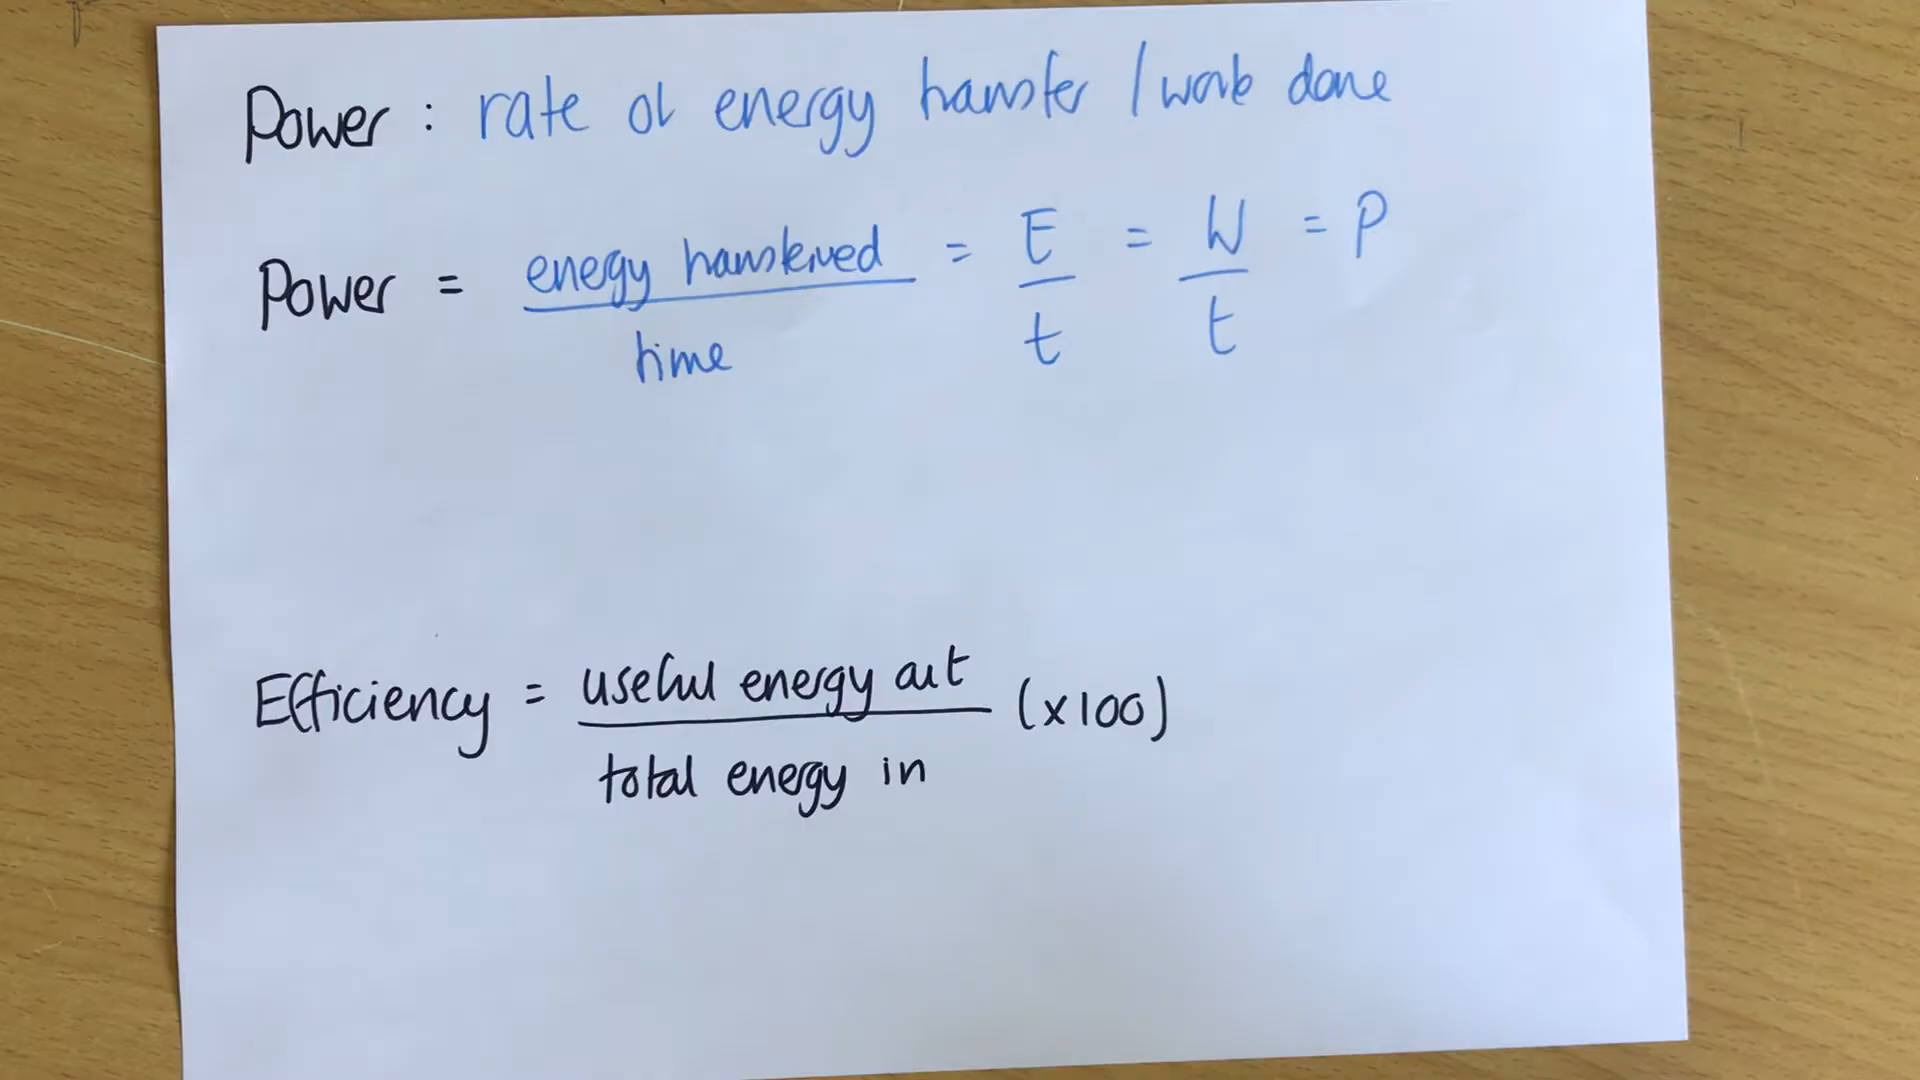 Power : rate of energy transfer / work done
Power = energy transferred / time = E / t = W / t = P
Efficiency = useful energy out / total energy in (x100)